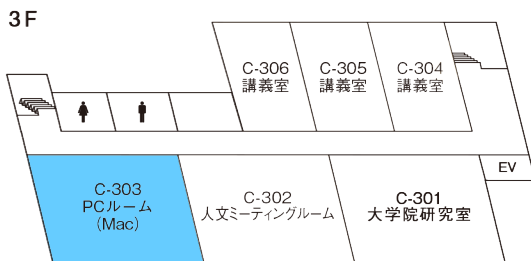 3F
C-306
講義室
C-305
講義室
C-304
講義室
EV
C-303
PCルーム
(Mac)
C-302
人文ミーティングルーム
C-301
大学院研究室